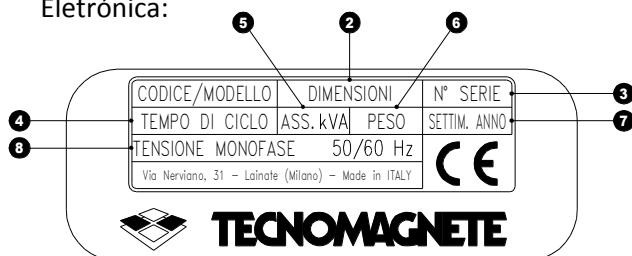 Eletrónica:
5 2 6
CODICE/MODELLO DIMENSIONI N° SERIE 3
4 TEMPO DI CICLO ASS. kVA PESO SETTIM. ANNO 7
8 TENSIONE MONOFASE 50/60 Hz CE
Via Nerviano, 31 – Lainate (Milano) – Made in ITALY
TECNOMAGNETE